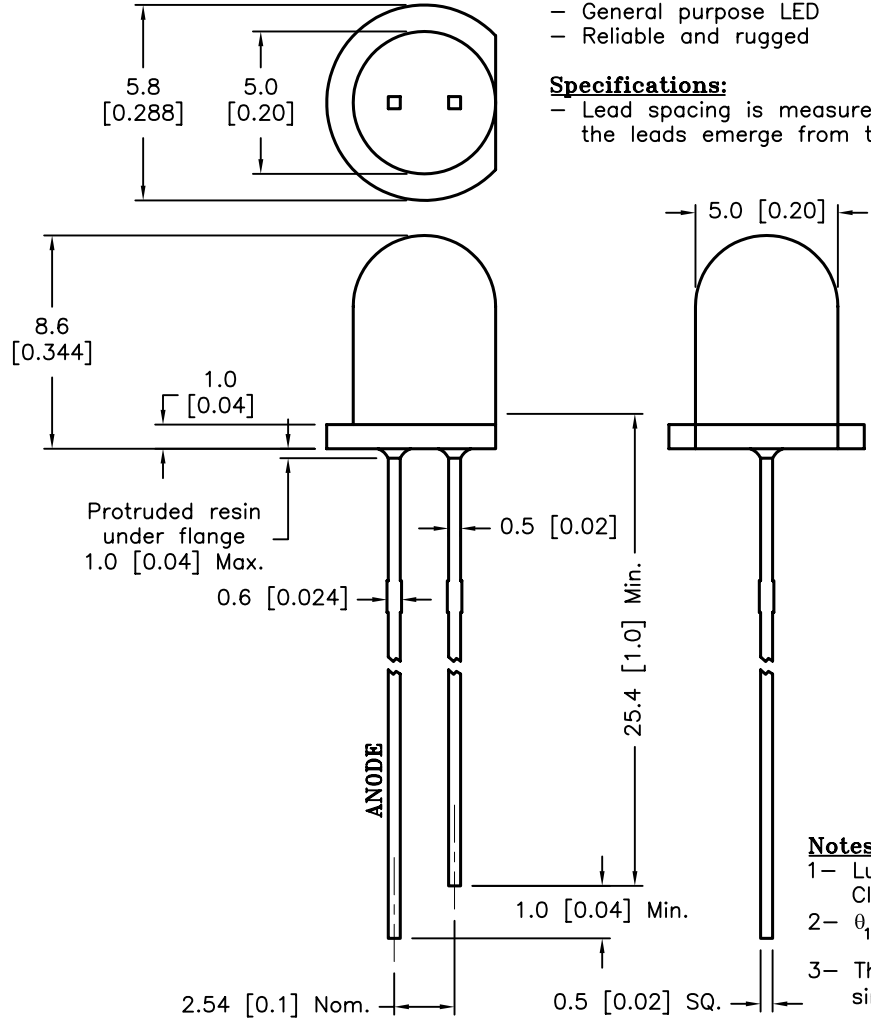 – General purpose LED
– Reliable and rugged
5.8
[0.288]
5.0
[0.20]
Specifications:
– Lead spacing is measure
the leads emerge from t
5.0 [0.20]
8.6
[0.344]
1.0
[0.04]
Protruded resin
under flange
1.0 [0.04] Max.
0.5 [0.02]
0.6 [0.024]
25.4 [1.0] Min.
ANODE
1.0 [0.04] Min.
2.54 [0.1] Nom.
0.5 [0.02] SQ.
Notes
1– Lu
Cl
2– θ1
3– Th
sin